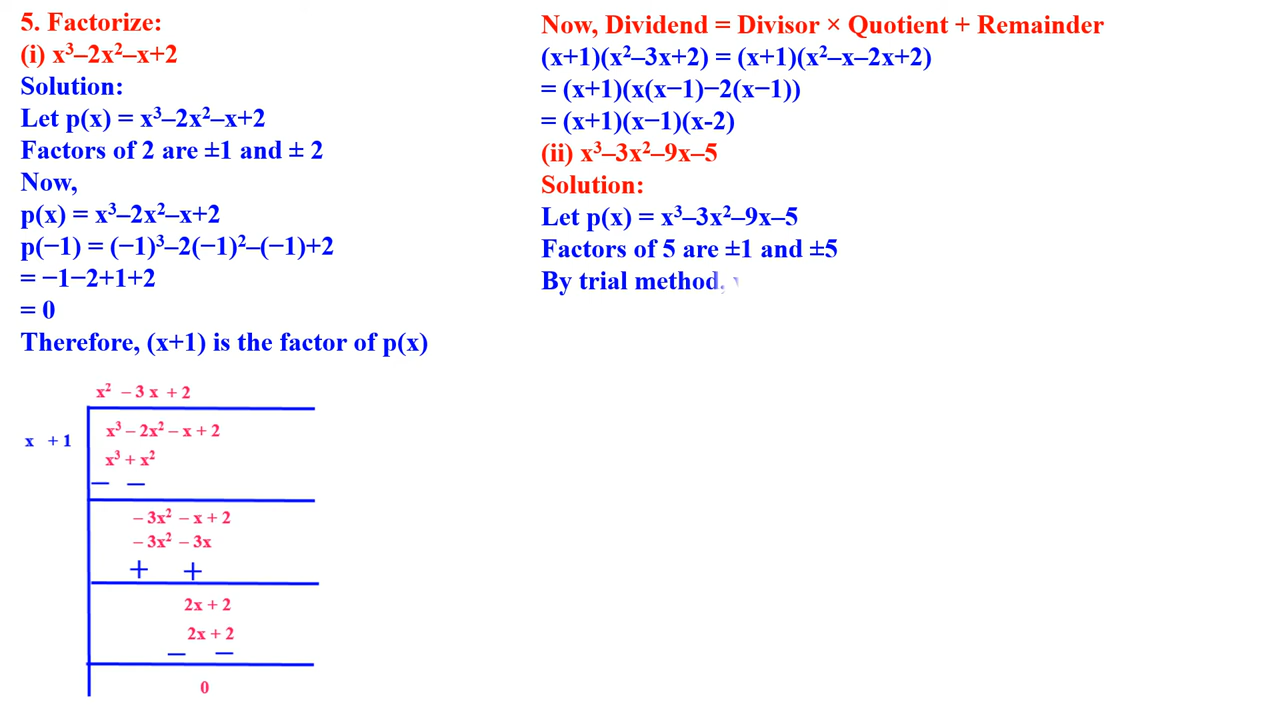 5. Factorize:
(i) x³–2x²–x+2
Solution:
Let p(x) = x³–2x²–x+2
Factors of 2 are ±1 and ± 2
Now,
p(x) = x³–2x²–x+2
p(−1) = (−1)³–2(−1)²–(−1)+2
= −1−2+1+2
= 0
Therefore, (x+1) is the factor of p(x)
x² – 3 x + 2
x + 1
x³ – 2x² – x + 2
x³ + x²
– –
– 3x² – x + 2
– 3x² – 3x
+ +
2x + 2
2x + 2
– –
0
Now, Dividend = Divisor × Quotient + Remainder
(x+1)(x²–3x+2) = (x+1)(x²–x–2x+2)
= (x+1)(x(x−1)−2(x−1))
= (x+1)(x−1)(x-2)
(ii) x³–3x²–9x–5
Solution:
Let p(x) = x³–3x²–9x–5
Factors of 5 are ±1 and ±5
By trial method,